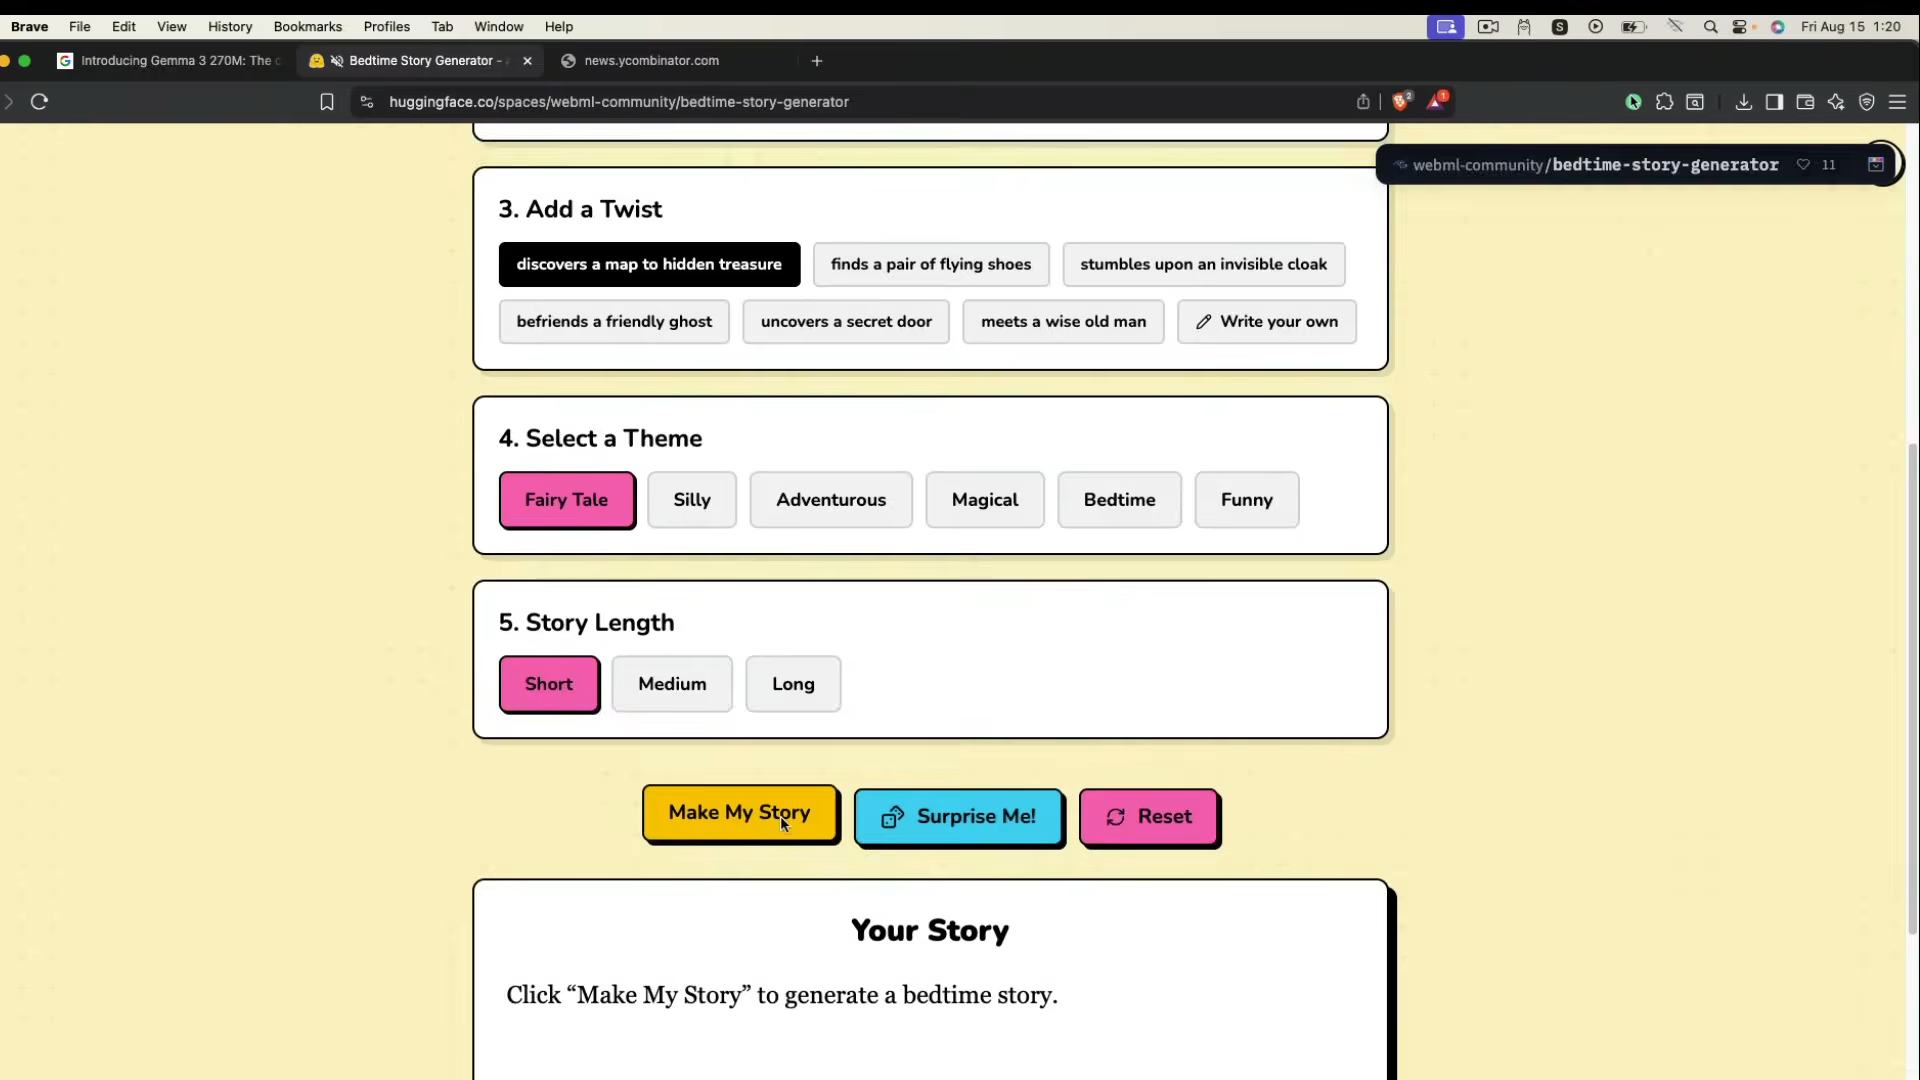 Brave File Edit View History Bookmarks Profiles Tab Window Help Fri Aug 15 1:20
Introducing Gemma 3 270M: The c
Bedtime Story Generator -
news.ycombinator.com
huggingface.co/spaces/webml-community/bedtime-story-generator
2
1
webml-community/bedtime-story-generator 11
3. Add a Twist
discovers a map to hidden treasure finds a pair of flying shoes stumbles upon an invisible cloak
befriends a friendly ghost uncovers a secret door meets a wise old man Write your own
4. Select a Theme
Fairy Tale Silly Adventurous Magical Bedtime Funny
5. Story Length
Short Medium Long
Make My Story Surprise Me! Reset
Your Story
Click “Make My Story” to generate a bedtime story.